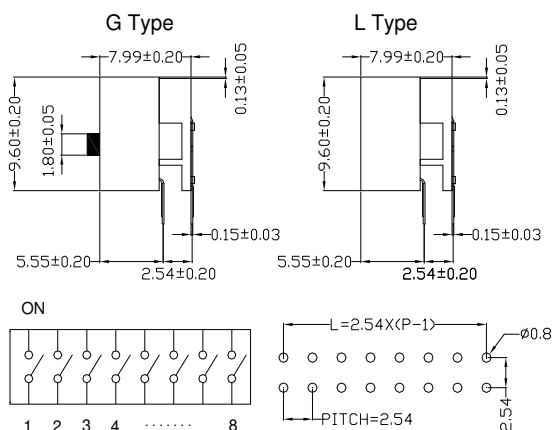 G Type
L Type
7.99±0.20
7.99±0.20
0.13±0.05
0.13±0.05
9.60±0.20
1.80±0.05
9.60±0.20
0.15±0.03
0.15±0.03
5.55±0.20
2.54±0.20
5.55±0.20
2.54±0.20
ON
L=2.54X(P-1)
Ø0.8
2.54
1 2 3 4 ······· 8
PITCH=2.54